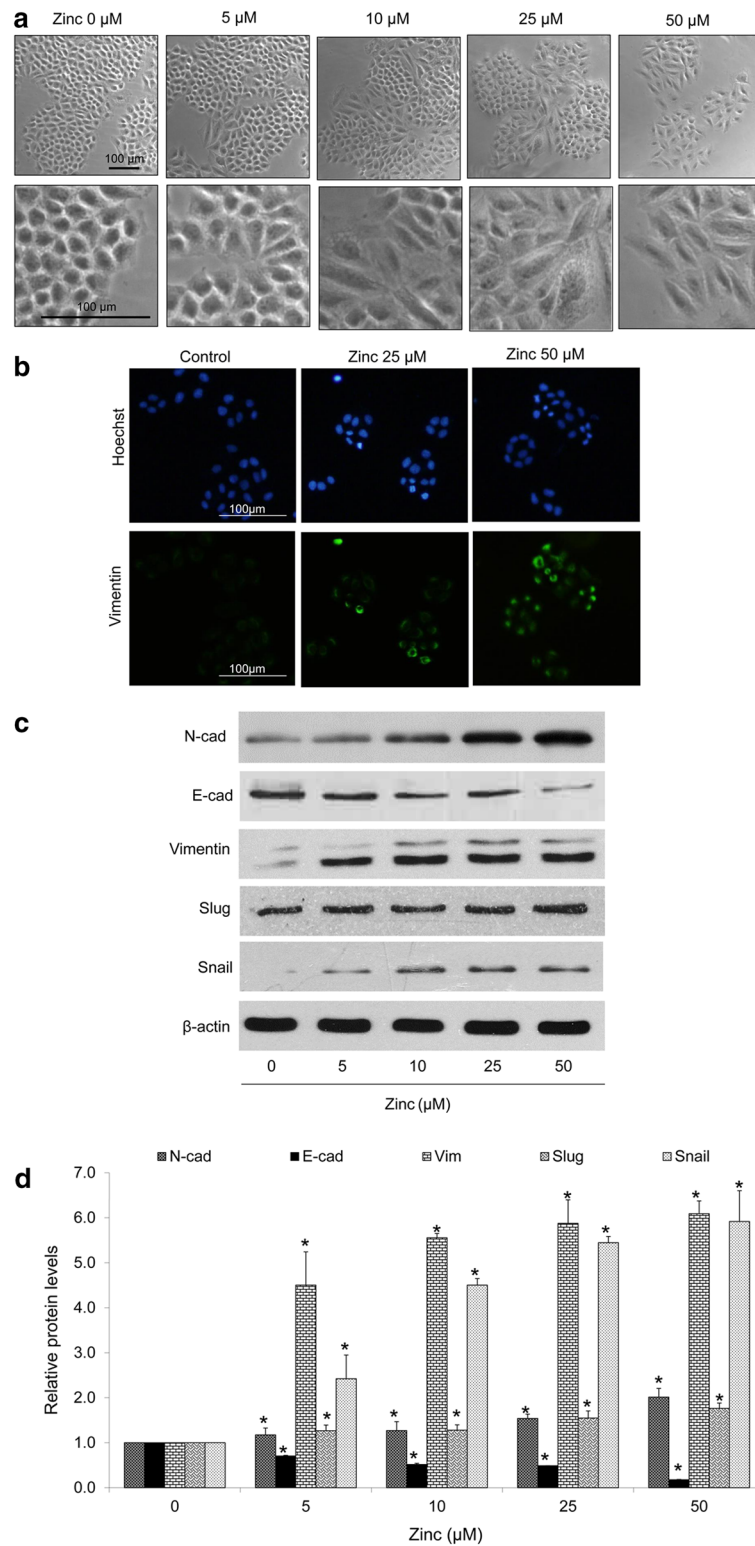 a
Zinc 0 µM 5 µM 10 µM 25 µM 50 µM
100 µm
100 µm
b
Control Zinc 25 µM Zinc 50 µM
Hoechst
100µm
Vimentin
100µm
c
N-cad
E-cad
Vimentin
Slug
Snail
β-actin
0 5 10 25 50
Zinc (µM)
d
N-cad E-cad Vim Slug Snail
Relative protein levels
7.0
6.0
5.0
4.0
3.0
2.0
1.0
0.0
* * * * *
* * * * *
* * * * *
* * * * *
0 5 10 25 50
Zinc (µM)